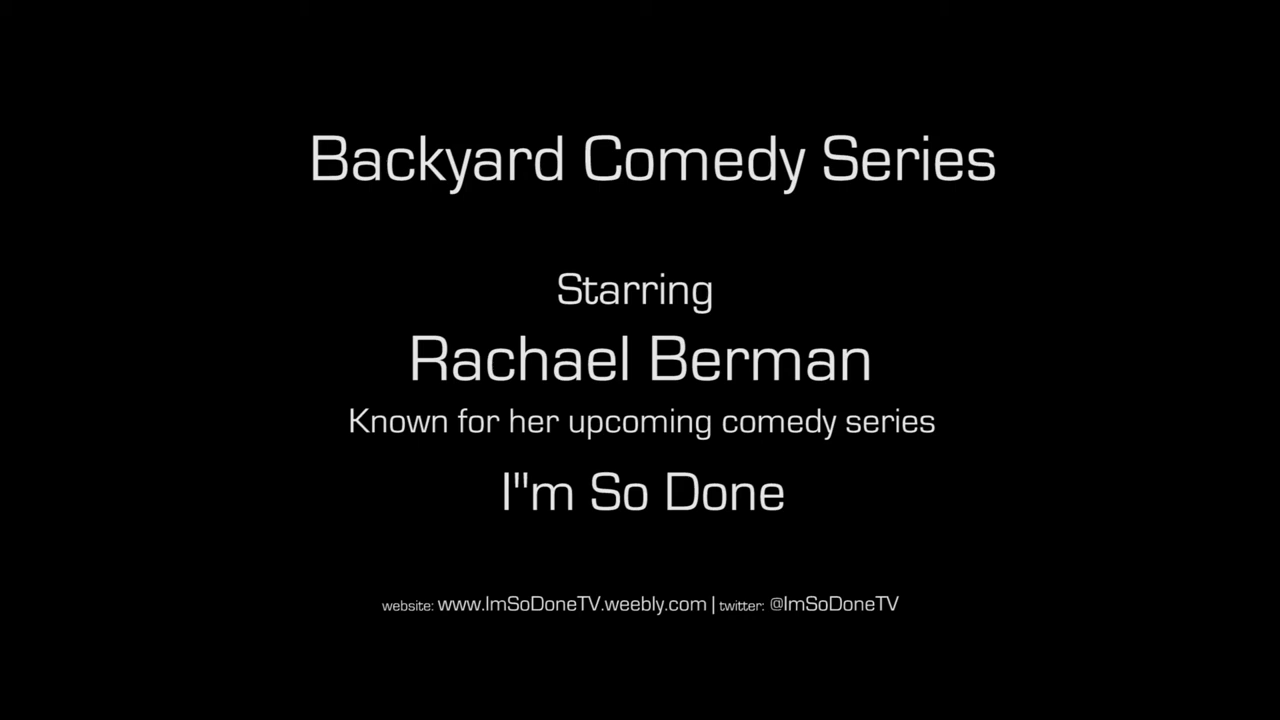 Backyard Comedy Series
Starring
Rachael Berman
Known for her upcoming comedy series
I"m So Done
website: www.ImSoDoneTV.weebly.com | twitter: @ImSoDoneTV